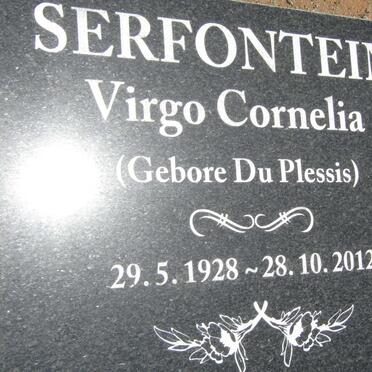 SERFONTEIN
Virgo Cornelia
(Gebore Du Plessis)
29. 5. 1928 ~ 28. 10. 2012